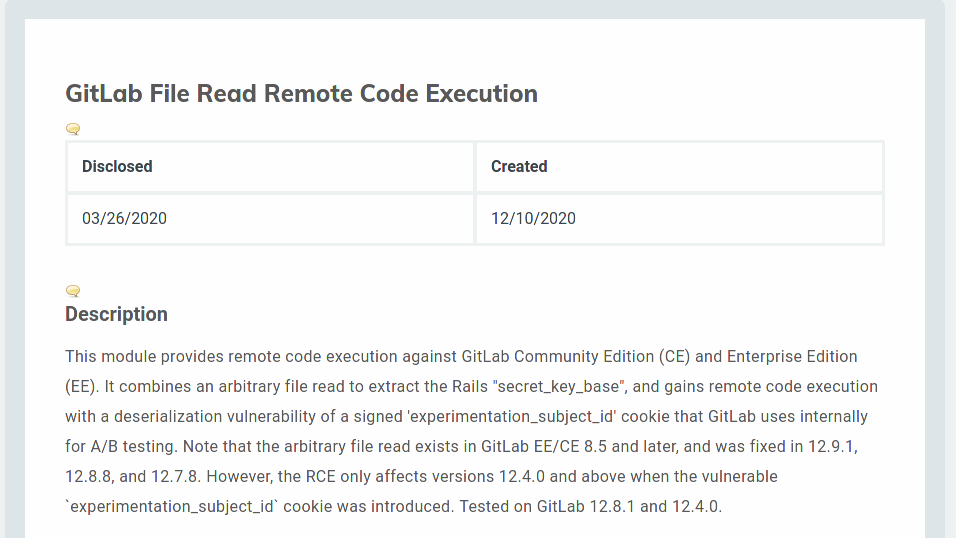 GitLab File Read Remote Code Execution
Disclosed Created
03/26/2020 12/10/2020
Description
This module provides remote code execution against GitLab Community Edition (CE) and Enterprise Edition
(EE). It combines an arbitrary file read to extract the Rails "secret_key_base", and gains remote code execution
with a deserialization vulnerability of a signed 'experimentation_subject_id' cookie that GitLab uses internally
for A/B testing. Note that the arbitrary file read exists in GitLab EE/CE 8.5 and later, and was fixed in 12.9.1,
12.8.8, and 12.7.8. However, the RCE only affects versions 12.4.0 and above when the vulnerable
`experimentation_subject_id` cookie was introduced. Tested on GitLab 12.8.1 and 12.4.0.